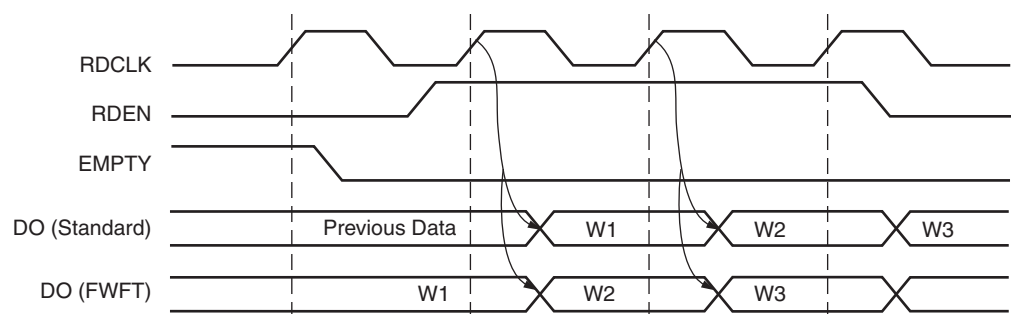 RDCLK
RDEN
EMPTY
DO (Standard) Previous Data W1 W2 W3
DO (FWFT) W1 W2 W3